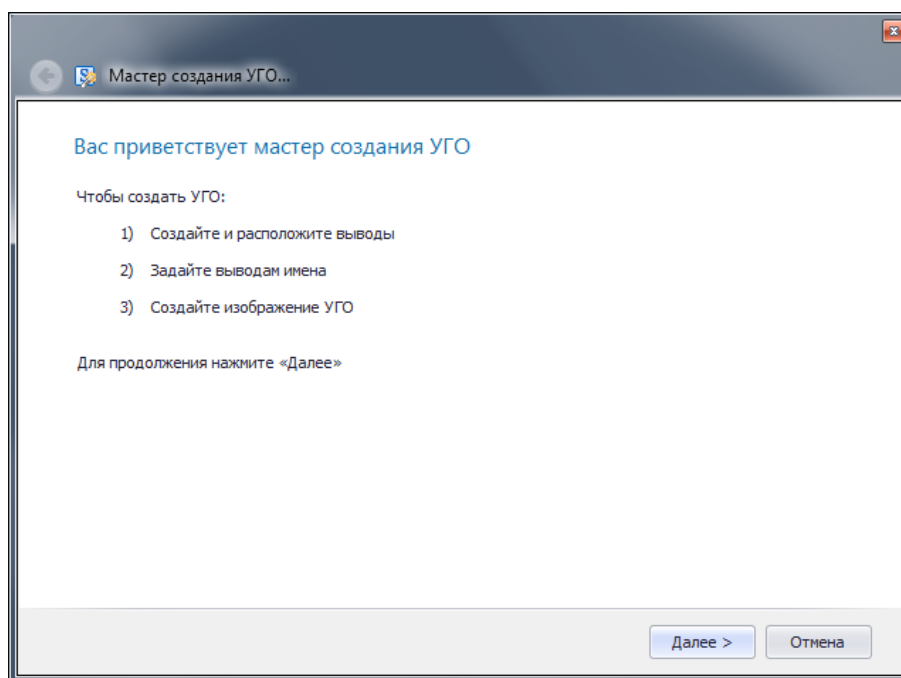 Мастер создания УГО...
Вас приветствует мастер создания УГО
Чтобы создать УГО:
1) Создайте и расположите выводы
2) Задайте выводам имена
3) Создайте изображение УГО
Для продолжения нажмите «Далее»
Далее > Отмена